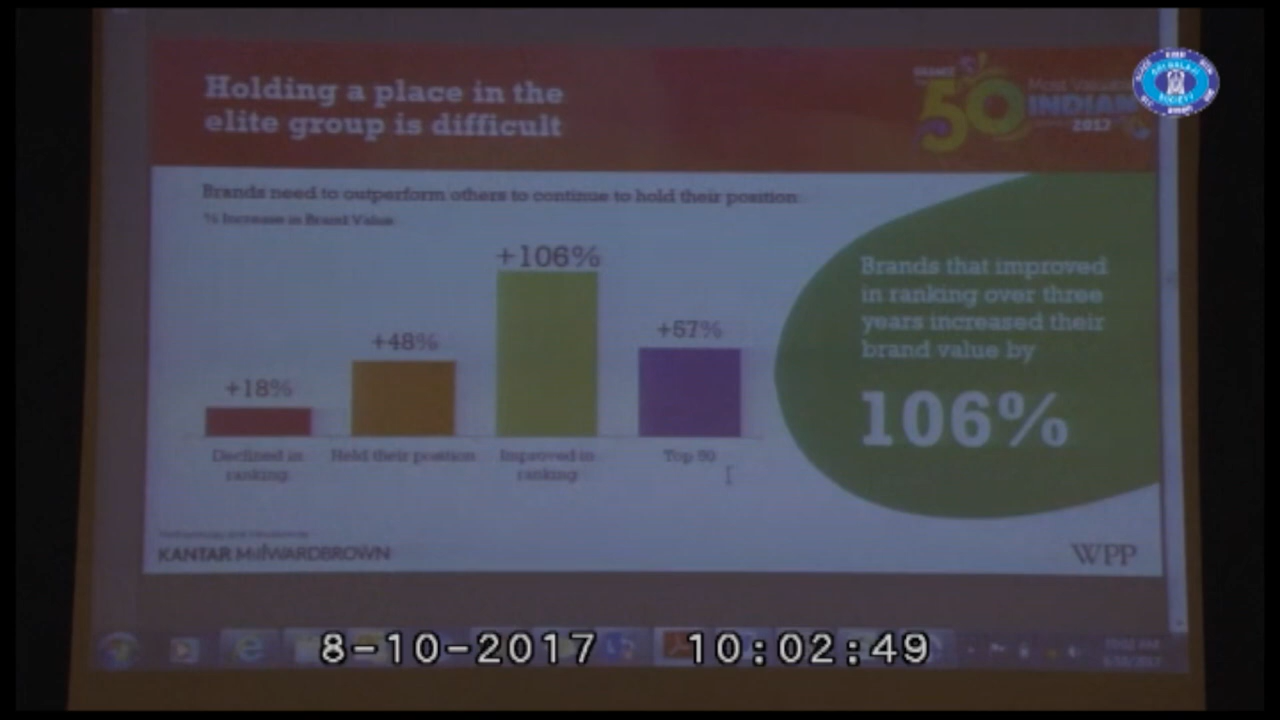 Holding a place in the
elite group is difficult
50
Most Valuable
INDIAN
2017
Brands need to outperform others to continue to hold their position
% Increase in Brand Value
+18%
+48%
+106%
+57%
Declined in
ranking
Held their position
Improved in
ranking
Top 50
Brands that improved
in ranking over three
years increased their
brand value by
106%
KANTAR MillWARDBROWN
WPP
8-10-2017 10:02:49